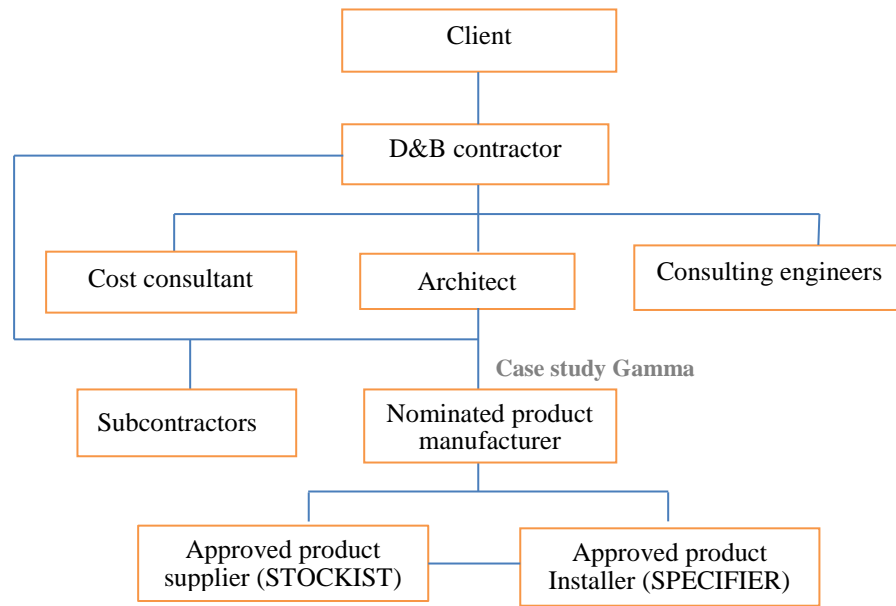 Client
D&B contractor
Cost consultant
Architect
Consulting engineers
Case study Gamma
Subcontractors
Nominated product
manufacturer
Approved product
supplier (STOCKIST)
Approved product
Installer (SPECIFIER)